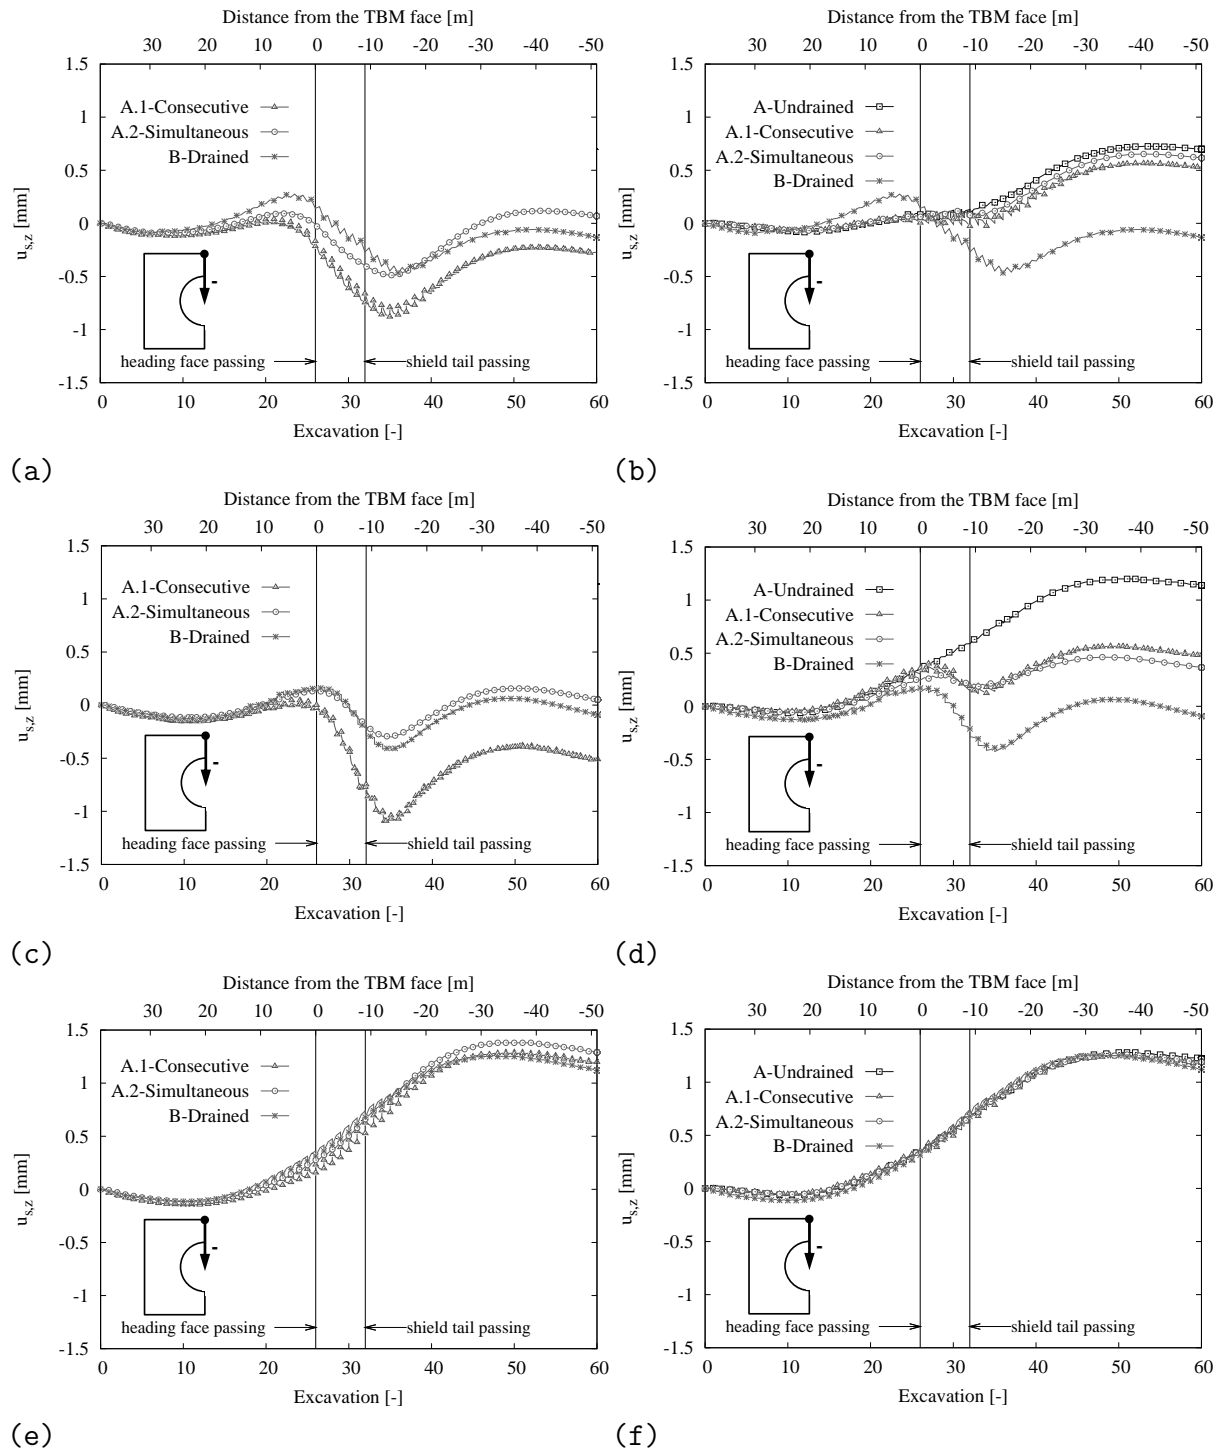 Distance from the TBM face [m]
30 20 10 0 -10 -20 -30 -40 -50
1.5
1
0.5
0
-0.5
-1
-1.5
u_s,z [mm]
A.1-Consecutive
A.2-Simultaneous
B-Drained
-
heading face passing
shield tail passing
0 10 20 30 40 50 60
Excavation [-]
(a)
Distance from the TBM face [m]
30 20 10 0 -10 -20 -30 -40 -50
1.5
1
0.5
0
-0.5
-1
-1.5
u_s,z [mm]
A-Undrained
A.1-Consecutive
A.2-Simultaneous
B-Drained
-
heading face passing
shield tail passing
0 10 20 30 40 50 60
Excavation [-]
(b)
Distance from the TBM face [m]
30 20 10 0 -10 -20 -30 -40 -50
1.5
1
0.5
0
-0.5
-1
-1.5
u_s,z [mm]
A.1-Consecutive
A.2-Simultaneous
B-Drained
-
heading face passing
shield tail passing
0 10 20 30 40 50 60
Excavation [-]
(c)
Distance from the TBM face [m]
30 20 10 0 -10 -20 -30 -40 -50
1.5
1
0.5
0
-0.5
-1
-1.5
u_s,z [mm]
A-Undrained
A.1-Consecutive
A.2-Simultaneous
B-Drained
-
heading face passing
shield tail passing
0 10 20 30 40 50 60
Excavation [-]
(d)
Distance from the TBM face [m]
30 20 10 0 -10 -20 -30 -40 -50
1.5
1
0.5
0
-0.5
-1
-1.5
u_s,z [mm]
A.1-Consecutive
A.2-Simultaneous
B-Drained
-
heading face passing
shield tail passing
0 10 20 30 40 50 60
Excavation [-]
(e)
Distance from the TBM face [m]
30 20 10 0 -10 -20 -30 -40 -50
1.5
1
0.5
0
-0.5
-1
-1.5
u_s,z [mm]
A-Undrained
A.1-Consecutive
A.2-Simultaneous
B-Drained
-
heading face passing
shield tail passing
0 10 20 30 40 50 60
Excavation [-]
(f)